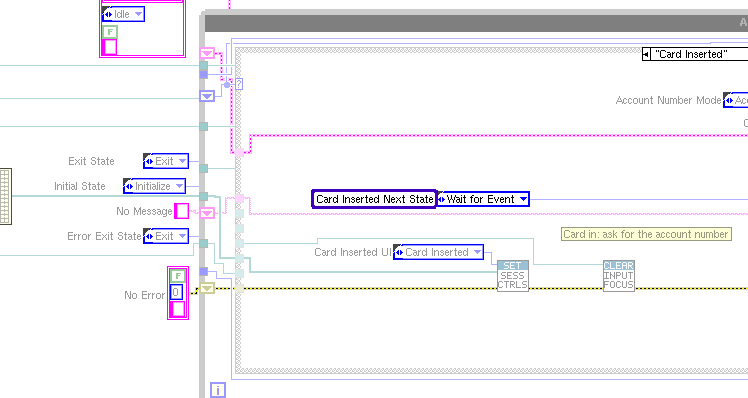 Idle
F
A
"Card Inserted"
?
Account Number Mode
Ac
C
Exit State
Exit
Initial State
Initialize
Card Inserted Next State
Wait for Event
No Message
Error Exit State
Exit
Card in: ask for the account number
Card Inserted UI
Card Inserted
SET
SESS
CTRLS
CLEAR
INPUT
FOCUS
F
No Error
0
i